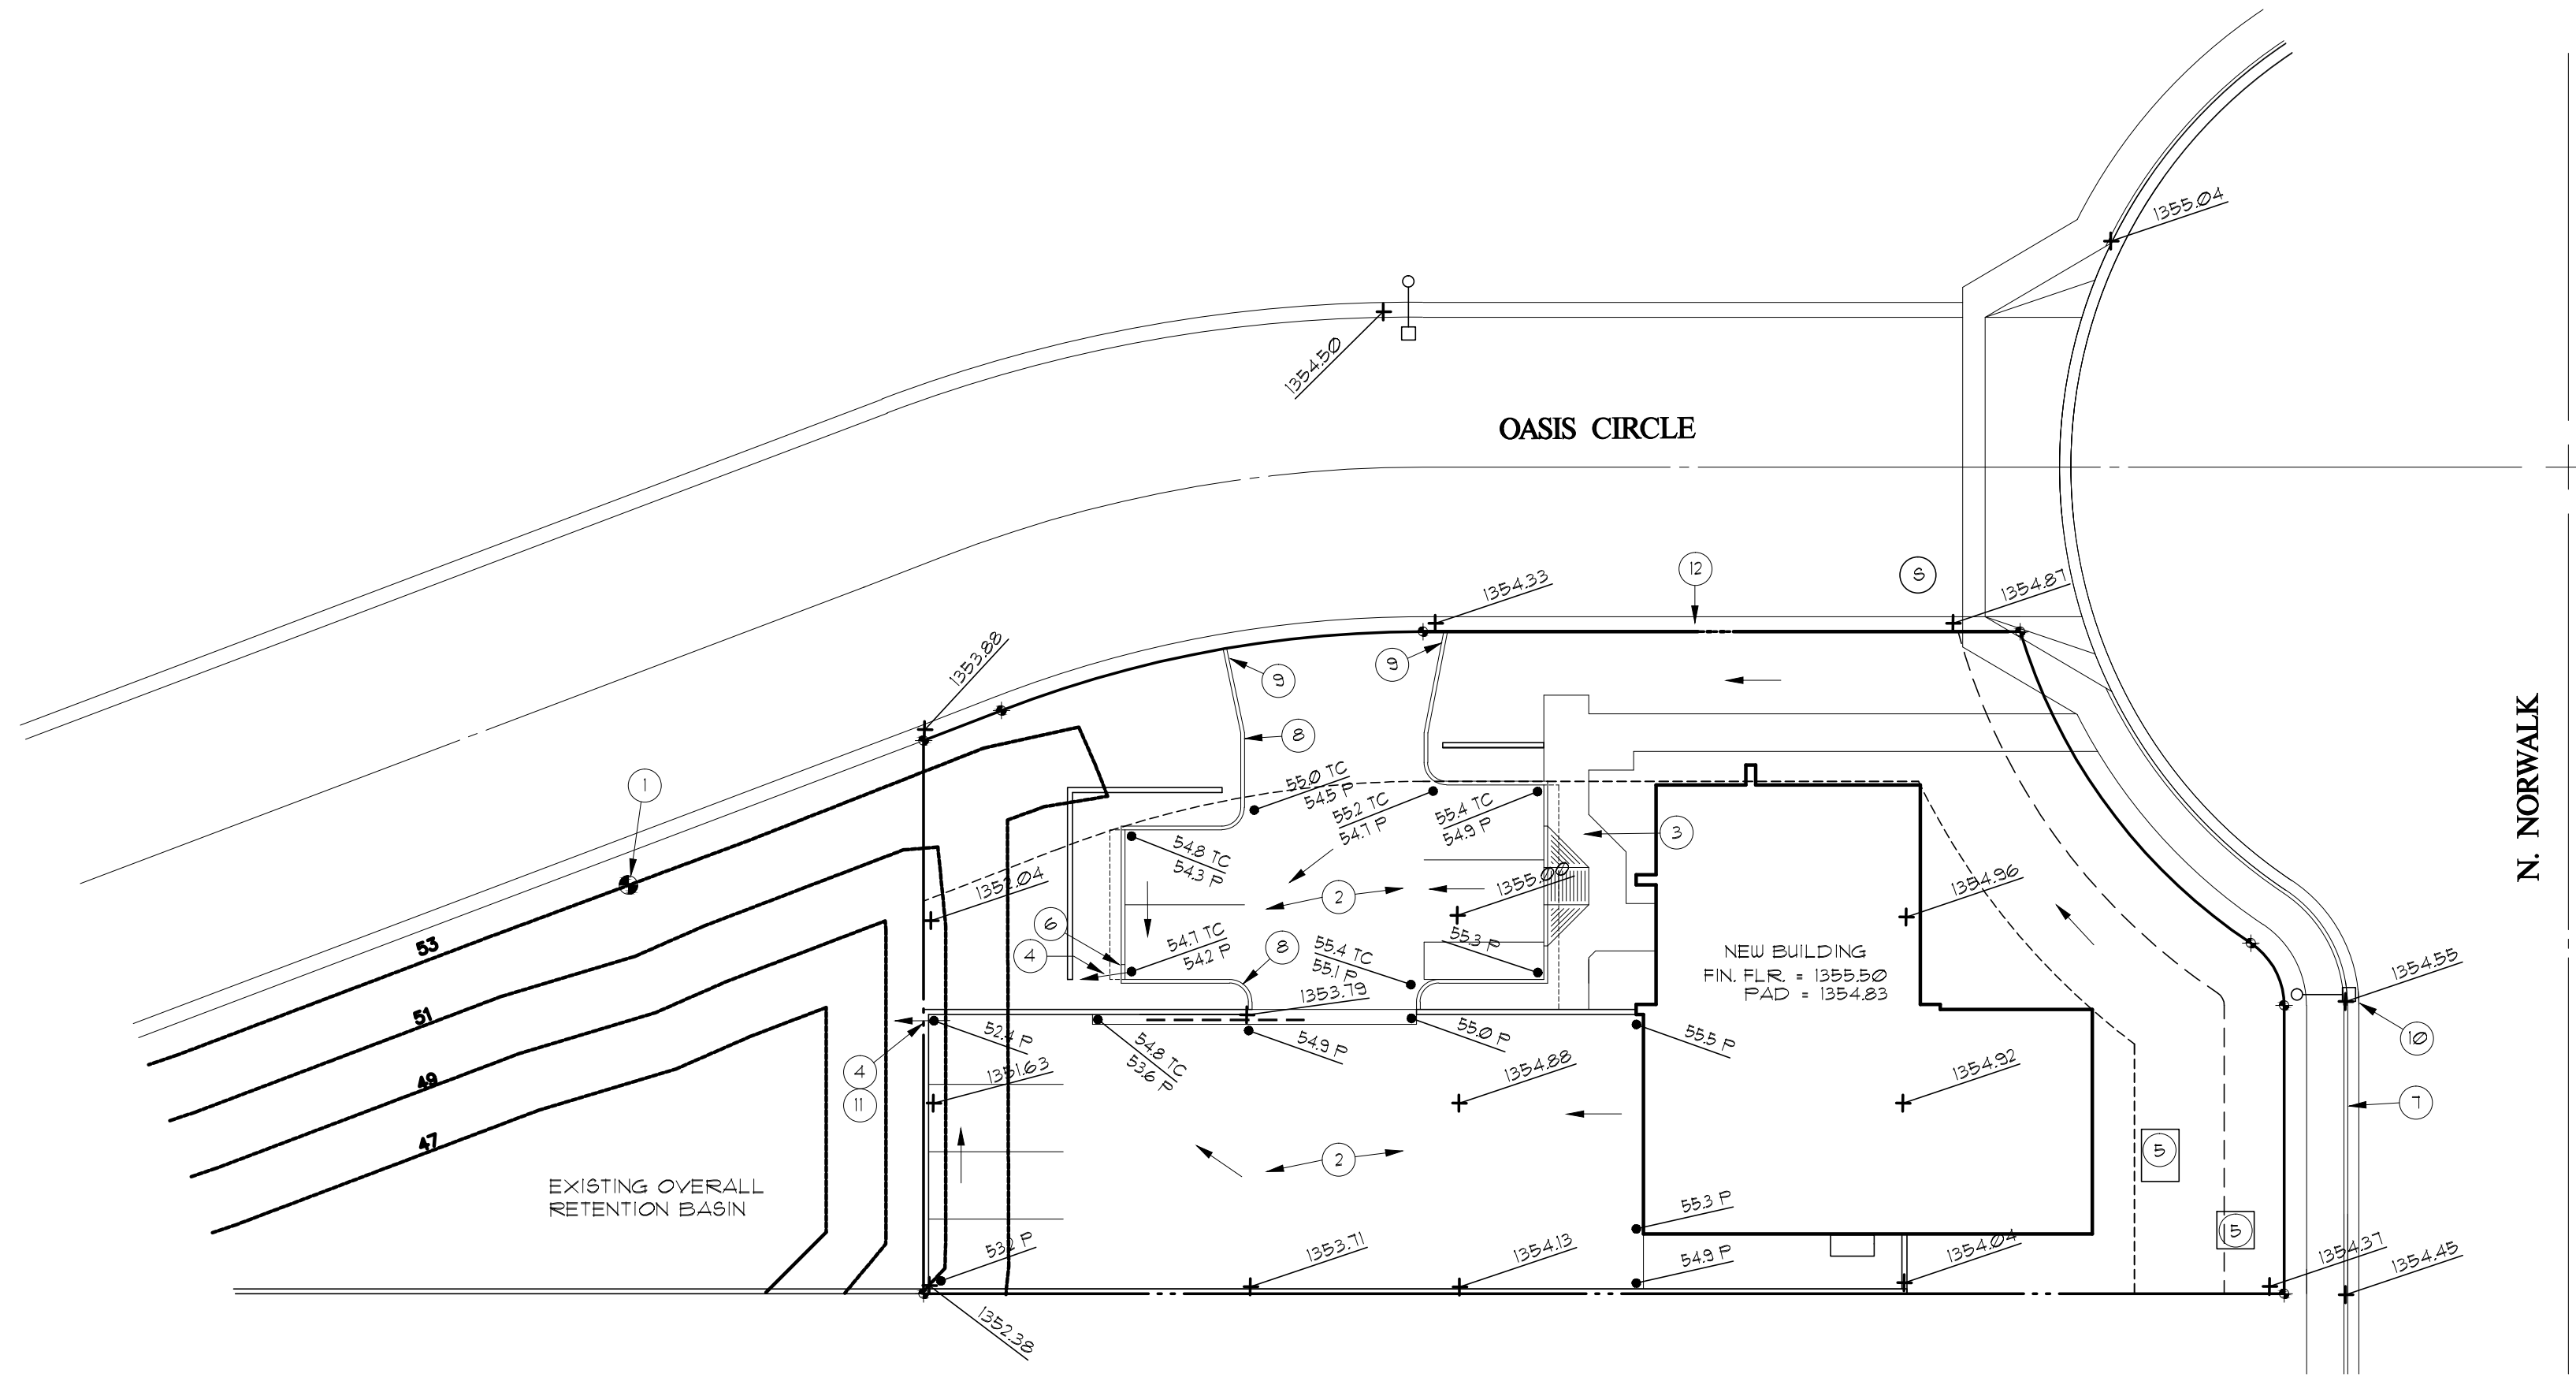 1355.04
1354.50
OASIS CIRCLE
12
S
1354.33
1354.87
1353.88
9
9
8
1
N. NORWALK
55.0 TC
54.5 P
55.2 TC
54.7 P
55.4 TC
54.9 P
3
54.8 TC
54.3 P
1352.04
2
1355.00
1354.96
6
4
54.7 TC
54.2 P
8
55.4 TC
55.1 P
55.3 P
53
NEW BUILDING
FIN. FLR. = 1355.50
PAD = 1354.83
1354.55
1353.79
51
52.4 P
54.8 TC
53.6 P
54.9 P
55.0 P
55.5 P
10
4
11
1351.63
1354.88
1354.92
7
49
47
2
5
EXISTING OVERALL
RETENTION BASIN
55.3 P
5
53.2 P
1353.71
1354.13
54.9 P
1354.04
1354.37
1354.45
1352.38